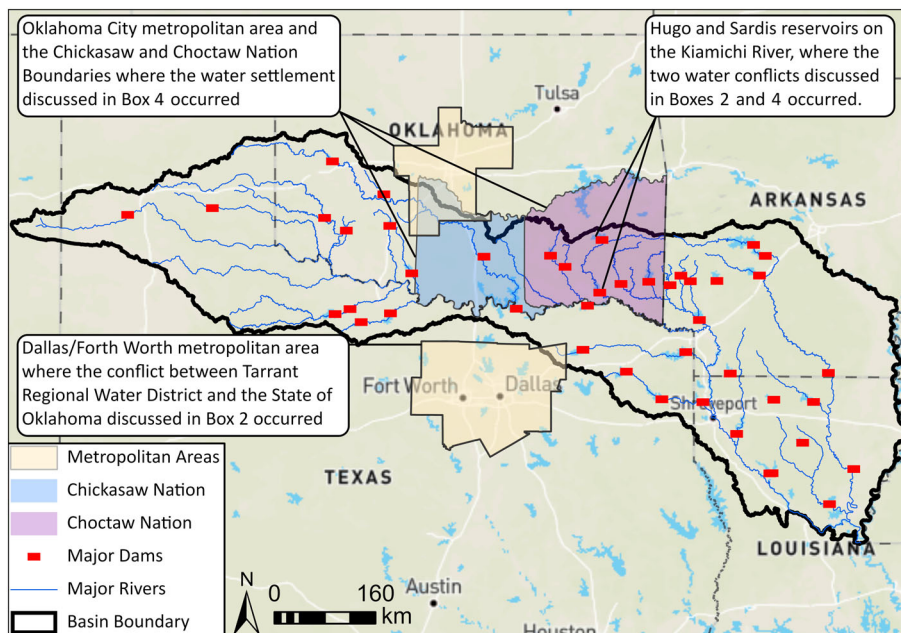 Oklahoma City metropolitan area and
the Chickasaw and Choctaw Nation
Boundaries where the water settlement
discussed in Box 4 occurred
Hugo and Sardis reservoirs on
the Kiamichi River, where the
two water conflicts discussed
in Boxes 2 and 4 occurred.
Tulsa
OKLAHOMA
ARKANSAS
Dallas/Forth Worth metropolitan area
where the conflict between Tarrant
Regional Water District and the State of
Oklahoma discussed in Box 2 occurred
Fort Worth
Dallas
Shreveport
TEXAS
LOUISIANA
Austin
Houston
Metropolitan Areas
Chickasaw Nation
Choctaw Nation
Major Dams
Major Rivers
Basin Boundary
N
0 160
km